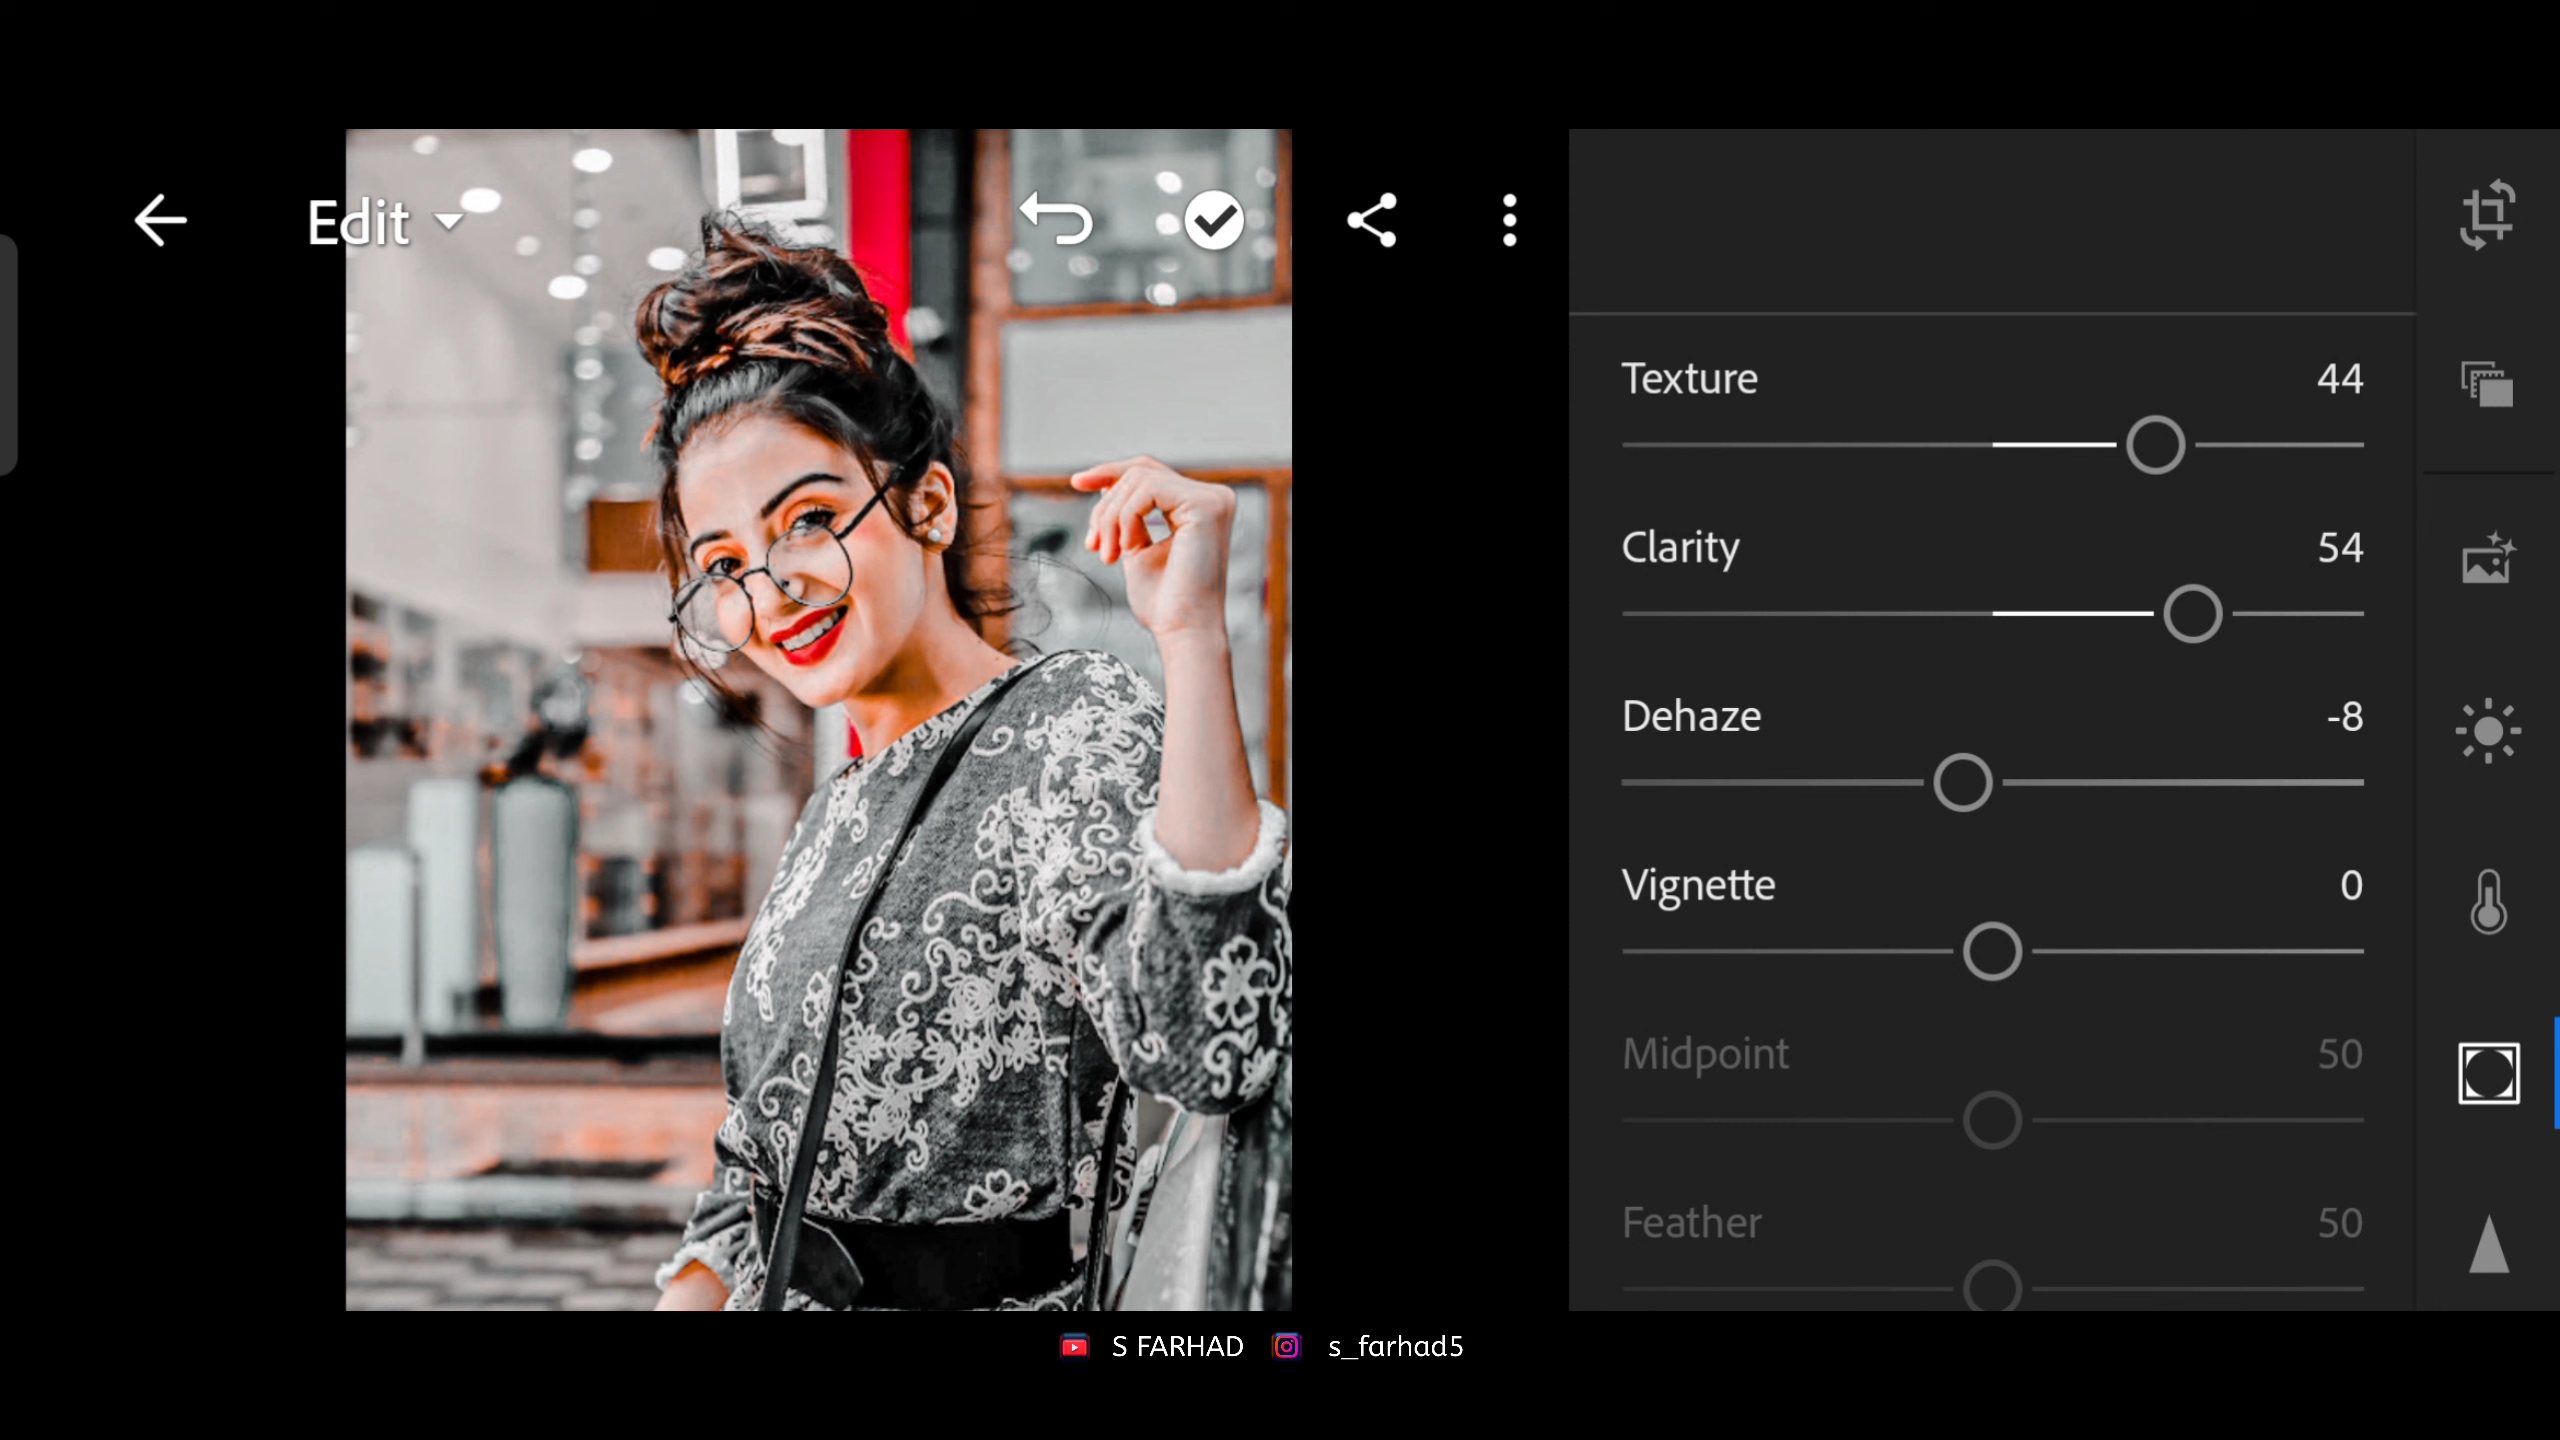 Edit
Texture 44
Clarity 54
Dehaze -8
Vignette 0
Midpoint 50
Feather 50
S FARHAD s_farhad5